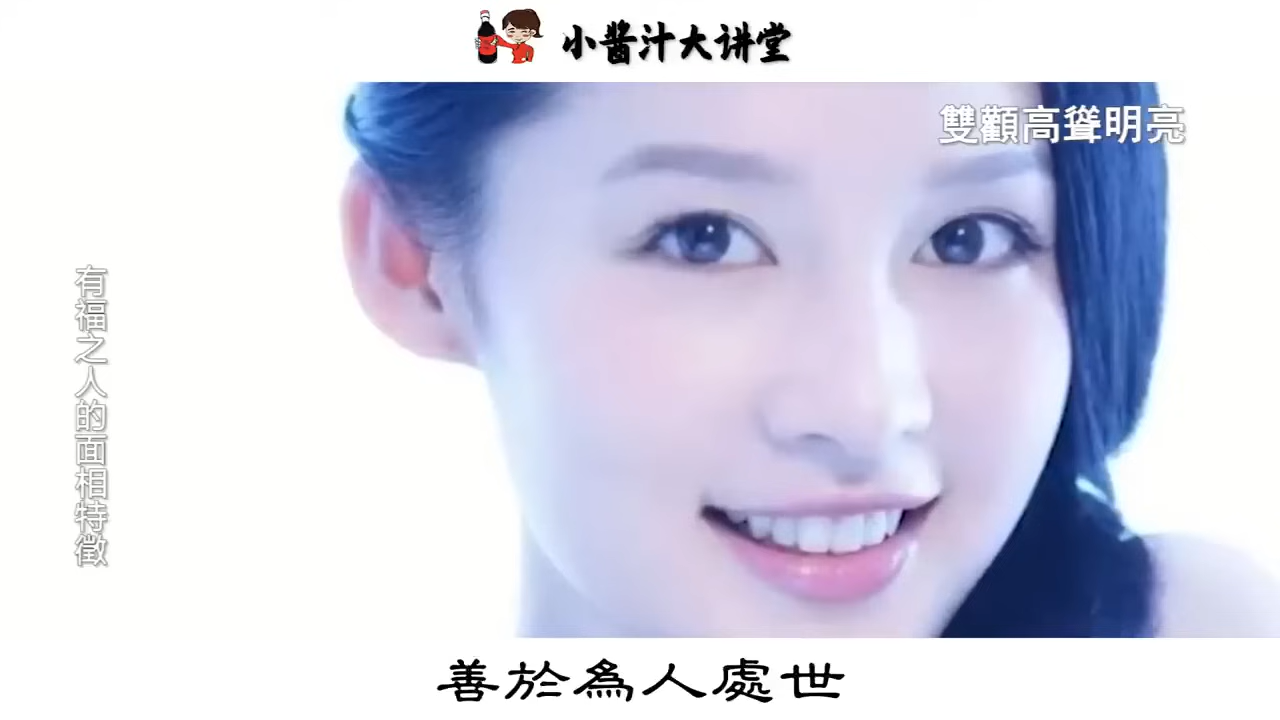 小酱汁大讲堂
雙顴高聳明亮
有福之人的面相特徵
善於為人處世